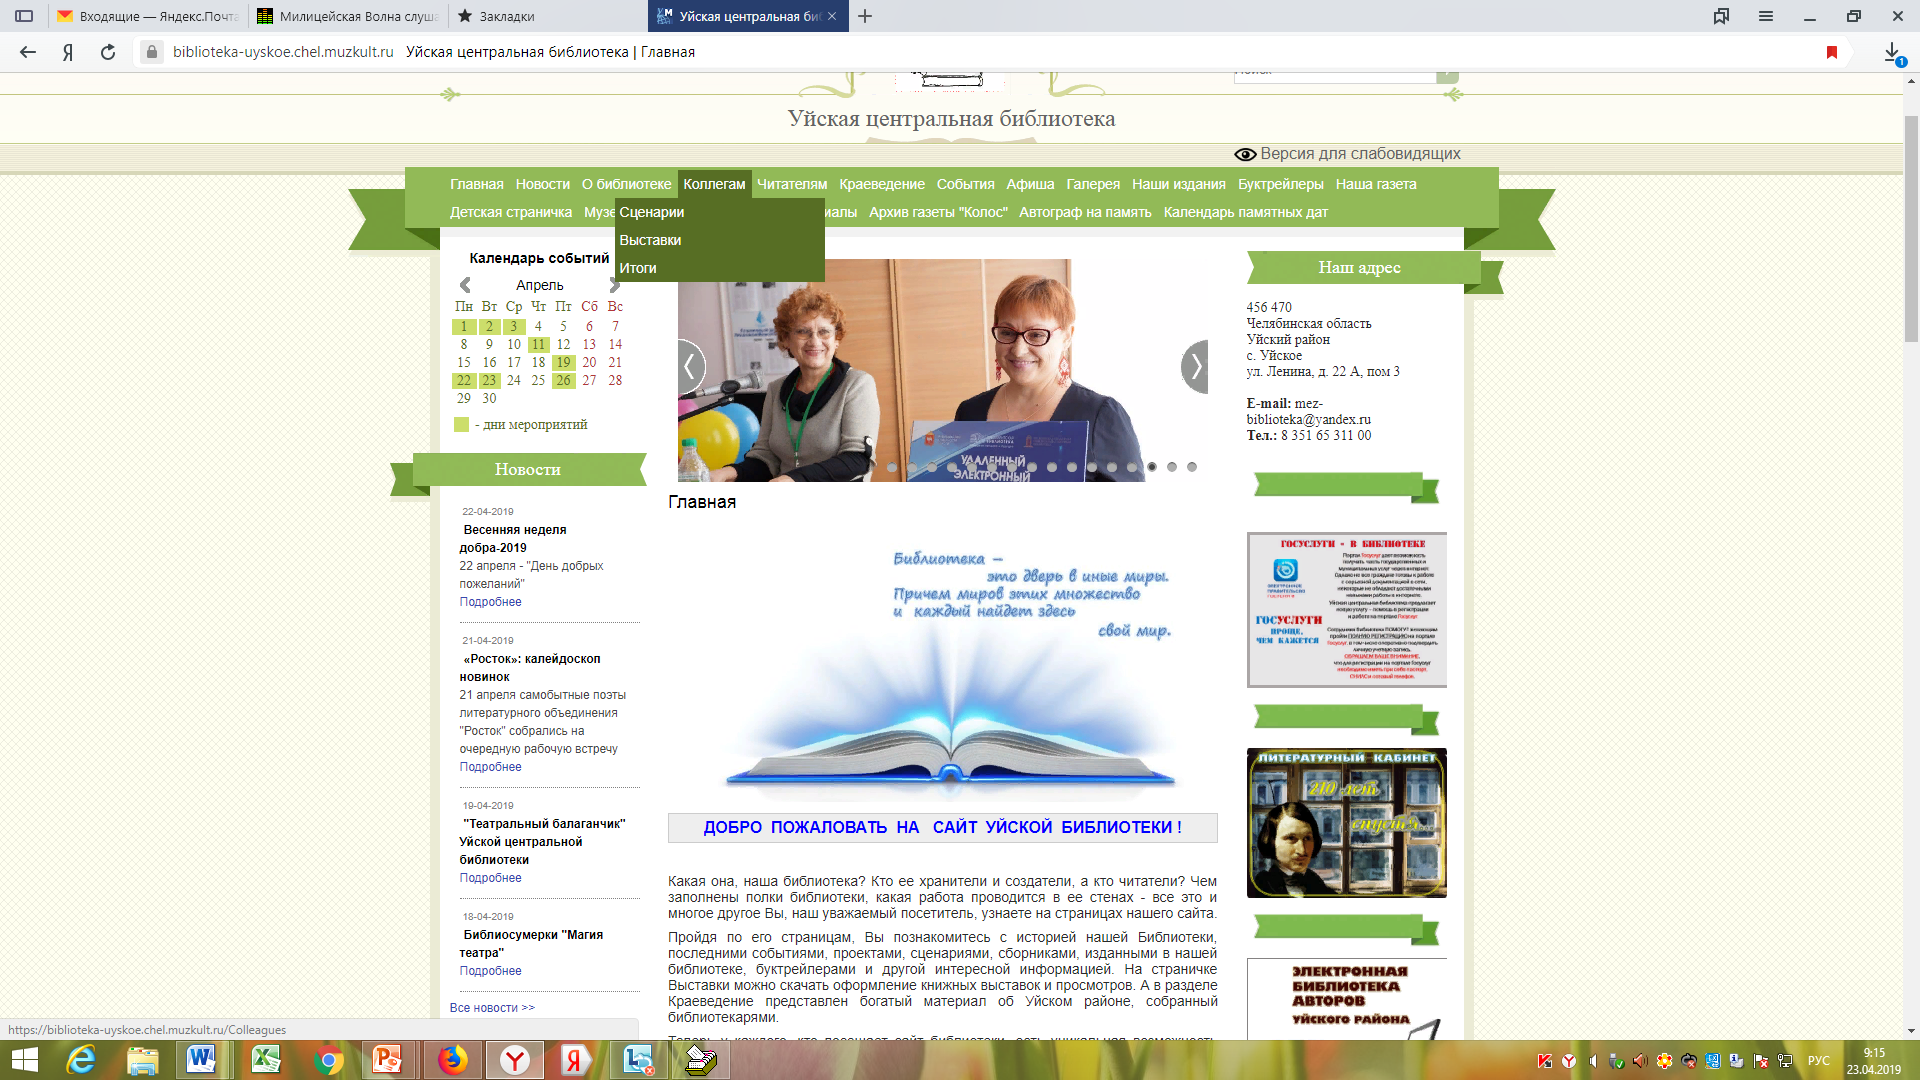 Входящие — Яндекс.Почта
Милицейская Волна слуша
Закладки
Уйская центральная биб
biblioteka-uyskoe.chel.muzkult.ru Уйская центральная библиотека | Главная
Уйская центральная библиотека
Версия для слабовидящих
Главная Новости О библиотеке Коллегам Читателям Краеведение События Афиша Галерея Наши издания Буктрейлеры Наша газета
Детская страничка Музе Сценарии иалы Архив газеты "Колос" Автограф на память Календарь памятных дат
Выставки
Итоги
Календарь событий
Апрель
Пн Вт Ср Чт Пт Сб Вс
1 2 3 4 5 6 7
8 9 10 11 12 13 14
15 16 17 18 19 20 21
22 23 24 25 26 27 28
29 30
- дни мероприятий
Новости
22-04-2019
Весенняя неделя
добра-2019
22 апреля - "День добрых
пожеланий"
Подробнее
21-04-2019
«Росток»: калейдоскоп
новинок
21 апреля самобытные поэты
литературного объединения
"Росток" собрались на
очередную рабочую встречу
Подробнее
19-04-2019
"Театральный балаганчик"
Уйской центральной
библиотеки
Подробнее
18-04-2019
Библиосумерки "Магия
театра"
Подробнее
Все новости >>
УДАЛЕННЫЙ
ЭЛЕКТРОННЫЙ
Главная
Библиотека –
это дверь в иные миры.
Причем миров этих множество
и каждый найдет здесь
свой мир.
ДОБРО ПОЖАЛОВАТЬ НА САЙТ УЙСКОЙ БИБЛИОТЕКИ !
Какая она, наша библиотека? Кто ее хранители и создатели, а кто читатели? Чем
заполнены полки библиотеки, какая работа проводится в ее стенах - все это и
многое другое Вы, наш уважаемый посетитель, узнаете на страницах нашего сайта.
Пройдя по его страницам, Вы познакомитесь с историей нашей Библиотеки,
последними событиями, проектами, сценариями, сборниками, изданными в нашей
библиотеке, буктрейлерами и другой интересной информацией. На страничке
Выставки можно скачать оформление книжных выставок и просмотров. А в разделе
Краеведение представлен богатый материал об Уйском районе, собранный
библиотекарями.
Наш адрес
456 470
Челябинская область
Уйский район
с. Уйское
ул. Ленина, д. 22 А, пом 3
E-mail: mez-
biblioteka@yandex.ru
Тел.: 8 351 65 311 00
ГОСУСЛУГИ - В БИБЛИОТЕКЕ
ГОСУСЛУГИ
ПРОЩЕ,
ЧЕМ КАЖЕТСЯ
ЛИТЕРАТУРНЫЙ КАБИНЕТ
210 лет
спустя...
ЭЛЕКТРОННАЯ
БИБЛИОТЕКА
АВТОРОВ
УЙСКОГО РАЙОНА
https://biblioteka-uyskoe.chel.muzkult.ru/Colleagues
РУС
9:15
23.04.2019